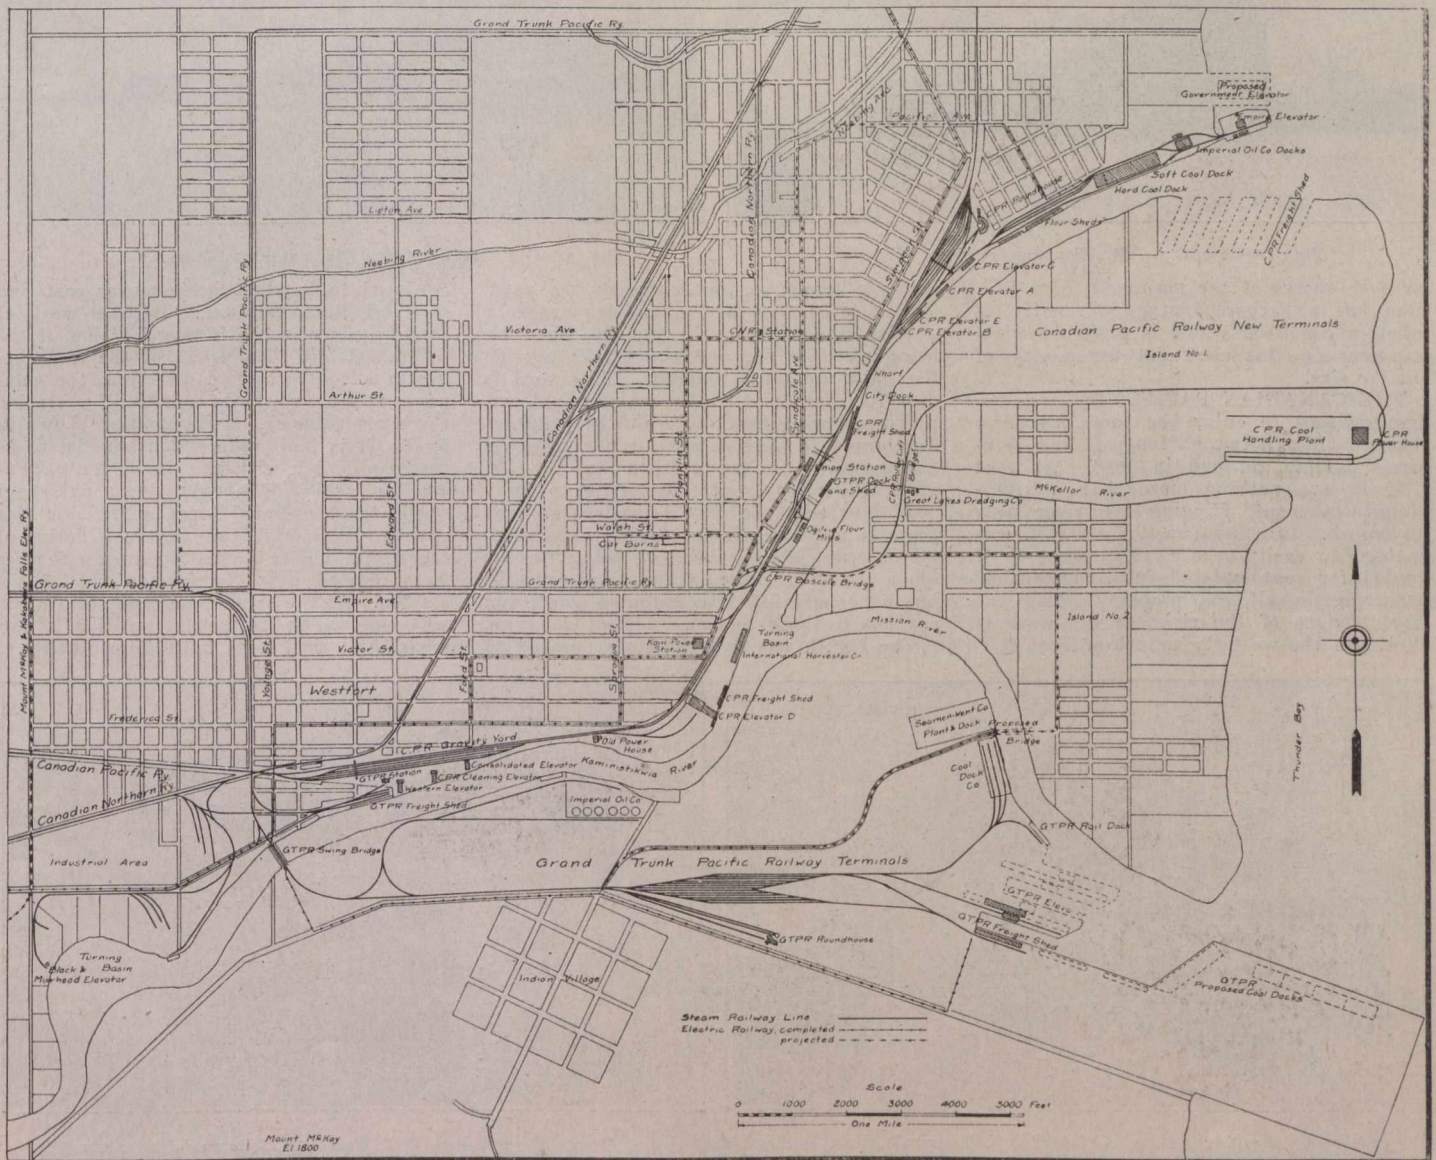 Grand Trunk Pacific Ry.
Proposed
Government Elevator
Empire Elevator
Pacific Ave
Imperial Oil Co Docks
Soft Coal Dock
Hard Coal Dock
CPR Roundhouse
CPR Freight Shed
Flour Sheds
Lipton Ave
Canadian Northern Ry.
Simpson St.
Neebing River
Grand Trunk Pacific Ry
CPR Elevator C
CPR Elevator A
CPR Elevator E
CPR Elevator B
Victoria Ave
CNR Station
Canadian Northern Ry.
Canadian Pacific Railway New Terminals
Island No 1.
Syndicate Ave
Wharf
City Dock
Arthur St
CPR
Freight Shed
CPR Coal
Handling Plant
CPR
Power House
Franklin St.
Union Station
GTPR Dock
and Shed
Bridge
McKellar River
Great Lakes Dredging Co
Edward St
Walsh St.
Car Barns
Ogilvie Flour
Mills
Mount McKay & Kakabeka Falls Elec Ry
Grand Trunk Pacific Ry.
Grand Trunk Pacific Ry.
CPR Bascule Bridge
Empire Ave
Mission River
Island No. 2
Turning
Basin
Kam Power
Station
International Harvester Co
Victor St.
Yonge St.
Ford St.
Sprague St.
Westfort
CPR Freight Shed
CPR Elevator D
Frederica St.
Proposed
Bridge
Plant & Dock
Thunder Bay
CPR Gravity Yard
Old Power
House
Kaministikwia River
Canadian Pacific Ry.
Canadian Northern Ry
GTPR Station
Consolidated Elevator
CPR Cleaning Elevator
Western Elevator
GTPR Freight Shed
Imperial Oil Co
Coal
Dock
Co
GTPR Rail Dock
GTPR Swing Bridge
Industrial Area
Grand Trunk Pacific Railway Terminals
GTPR Elev.
GTPR Freight Shed
GTPR Roundhouse
Turning
Basin
Black &
Muirhead Elevator
Indian Village
GTPR
Proposed Coal Docks
Steam Railway Line
Electric Railway, completed
projected
Scale
0 1000 2000 3000 4000 5000 Feet
One Mile
Mount McKay
El 1800